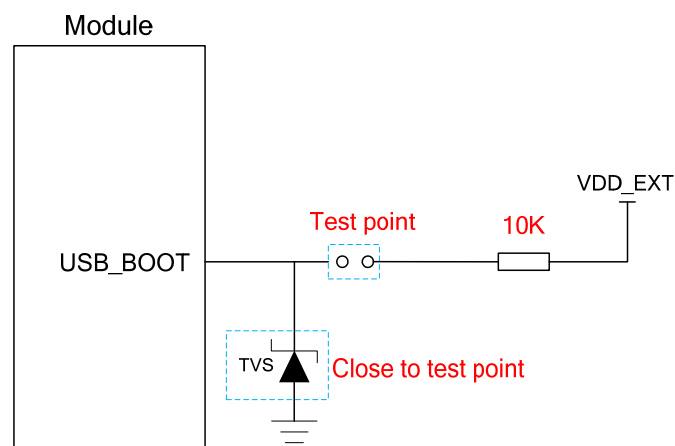 Module
VDD_EXT
Test point
10K
USB_BOOT
TVS
Close to test point